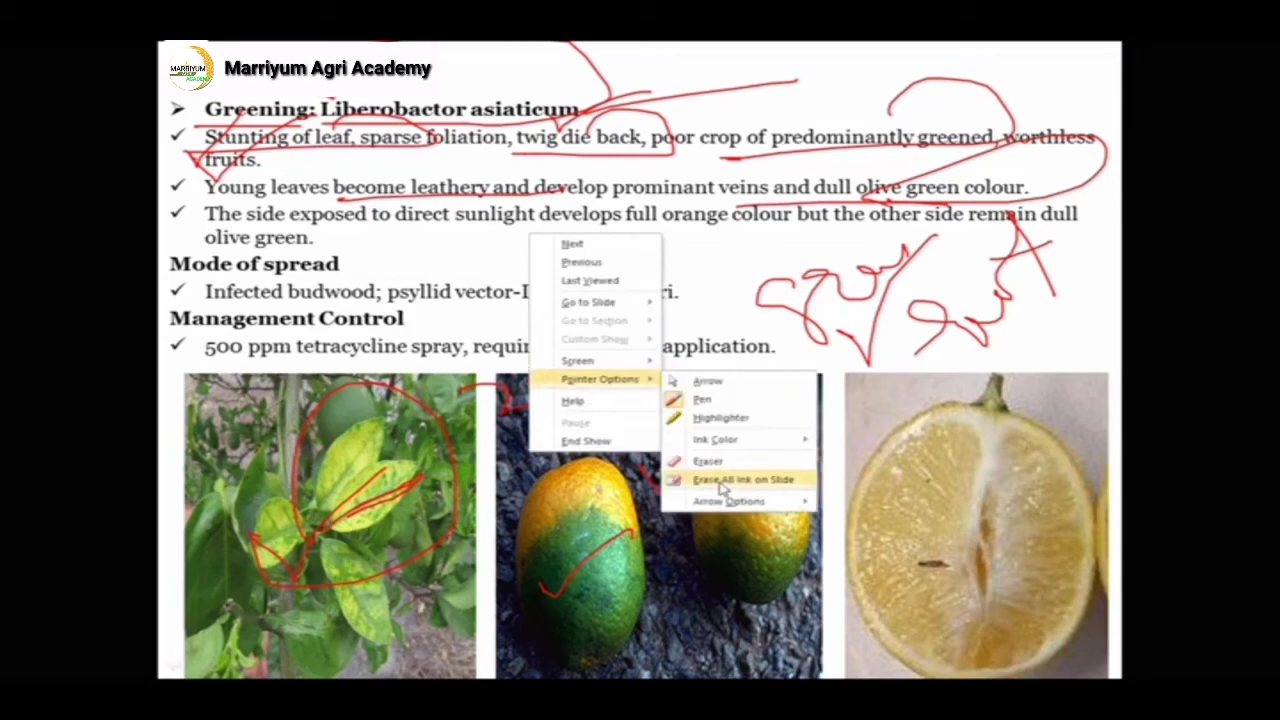 MARRIYUM
ACADEMY
Marriyum Agri Academy
➤ Greening: Liberobactor asiaticum
✓ Stunting of leaf, sparse foliation, twig die back, poor crop of predominantly greened, worthless
fruits.
✓ Young leaves become leathery and develop prominant veins and dull olive green colour.
✓ The side exposed to direct sunlight develops full orange colour but the other side remain dull
olive green.
Mode of spread
✓ Infected budwood; psyllid vector-
Management Control
✓ 500 ppm tetracycline spray, application.
Next
Previous
Last Viewed
Go to Slide
Go to Section
Custom Show
Screen
Pointer Options
Help
Pause
End Show
Arrow
Pen
Highlighter
Ink Color
Eraser
Erase All Ink on Slide
Arrow Options